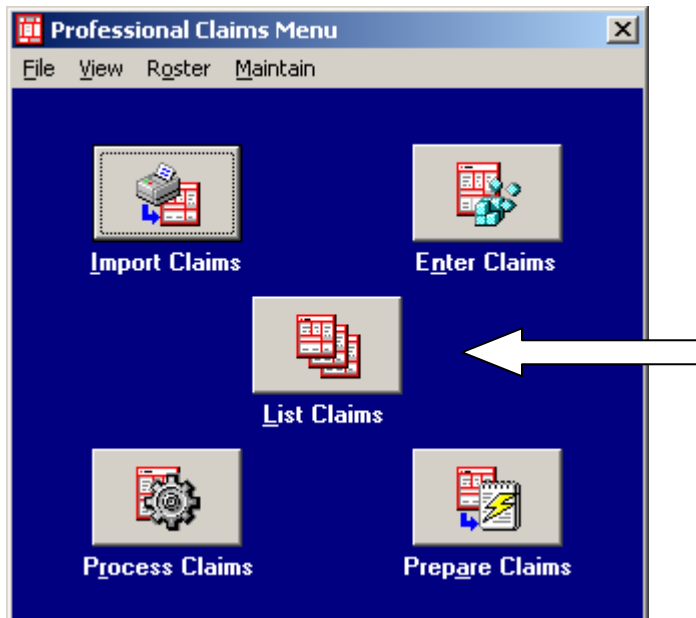 Professional Claims Menu
File View Roster Maintain
Import Claims Enter Claims
List Claims
Process Claims Prepare Claims